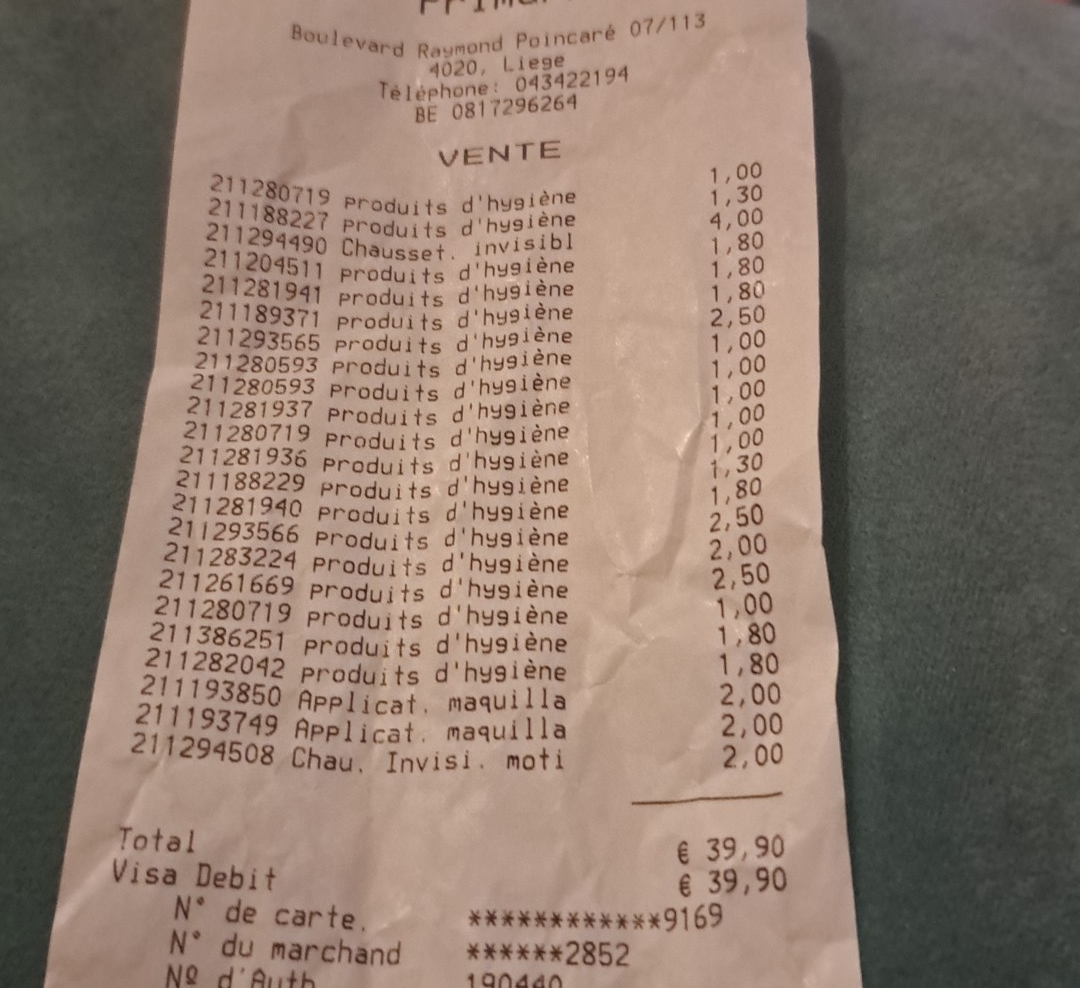 Boulevard Raymond Poincaré 07/113
4020, Liege
Téléphone: 043422194
BE 0817296264
VENTE
211280719 Produits d'hygiène 1,00
211188227 Produits d'hygiène 1,30
211294490 Chausset. invisibl 4,00
211204511 Produits d'hygiène 1,80
211281941 Produits d'hygiène 1,80
211189371 Produits d'hygiène 1,80
211293565 Produits d'hygiène 2,50
211280593 Produits d'hygiène 1,00
211280593 Produits d'hygiène 1,00
211281937 Produits d'hygiène 1,00
211280719 Produits d'hygiène 1,00
211281936 Produits d'hygiène 1,00
211188229 Produits d'hygiène 1,30
211281940 Produits d'hygiène 1,80
211293566 Produits d'hygiène 2,50
211283224 Produits d'hygiène 2,00
211261669 Produits d'hygiène 2,50
211280719 Produits d'hygiène 1,00
211386251 Produits d'hygiène 1,80
211282042 Produits d'hygiène 1,80
211193850 Applicat. maquilla 2,00
211193749 Applicat. maquilla 2,00
211294508 Chau. Invisi. moti 2,00
Total € 39,90
Visa Debit € 39,90
N° de carte. ************9169
N° du marchand ******2852
Nº d'Auth 190440